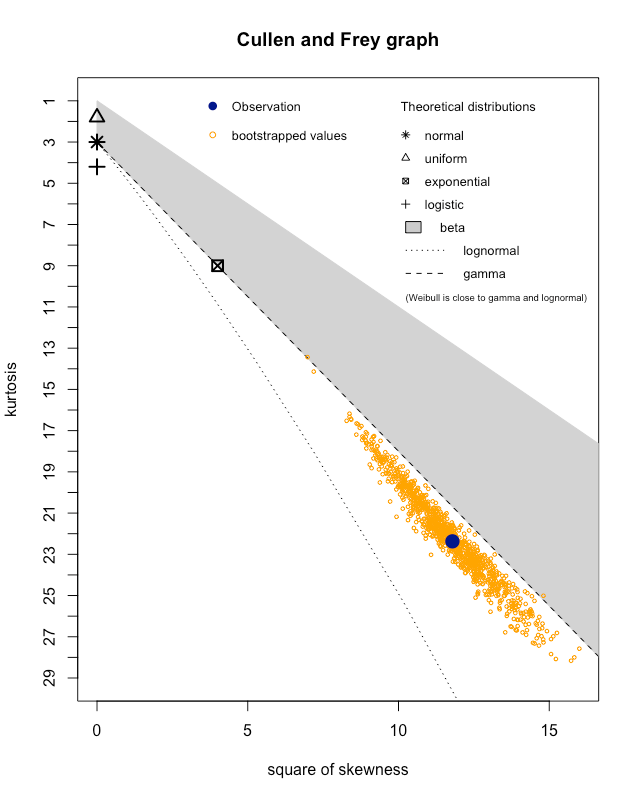 Cullen and Frey graph
Observation
bootstrapped values
Theoretical distributions
normal
uniform
exponential
logistic
beta
lognormal
gamma
(Weibull is close to gamma and lognormal)
kurtosis
1
3
5
7
9
11
13
15
17
19
21
23
25
27
29
0 5 10 15
square of skewness